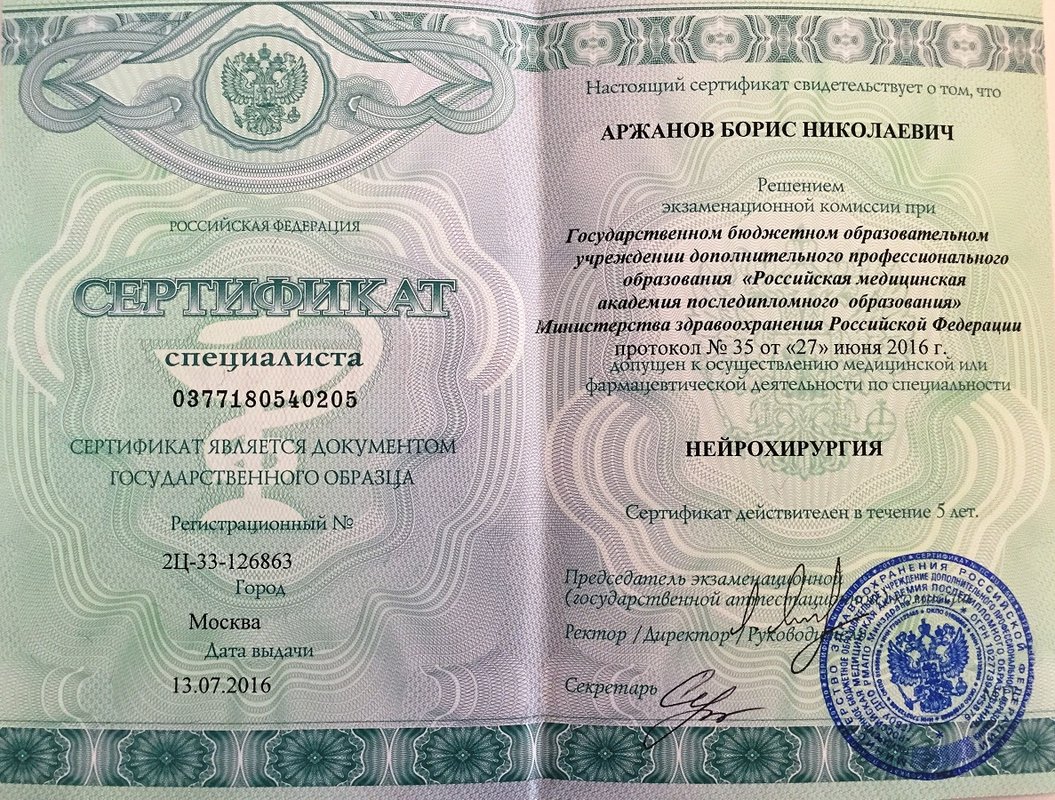 РОССИЙСКАЯ ФЕДЕРАЦИЯ
СЕРТИФИКАТ
специалиста
0377180540205
СЕРТИФИКАТ ЯВЛЯЕТСЯ ДОКУМЕНТОМ
ГОСУДАРСТВЕННОГО ОБРАЗЦА
Регистрационный №
2Ц-33-126863
Город
Москва
Дата выдачи
13.07.2016
Настоящий сертификат свидетельствует о том, что
АРЖАНОВ БОРИС НИКОЛАЕВИЧ
Решением
экзаменационной комиссии при
Государственном бюджетном образовательном
учреждении дополнительного профессионального
образования «Российская медицинская
академия последипломного образования»
Министерства здравоохранения Российской Федерации
протокол № 35 от «27» июня 2016 г.
допущен к осуществлению медицинской или
фармацевтической деятельности по специальности
НЕЙРОХИРУРГИЯ
Сертификат действителен в течение 5 лет.
Председатель экзаменационной
(государственной аттестаци
Ректор / Директор / Руководитель
Секретарь